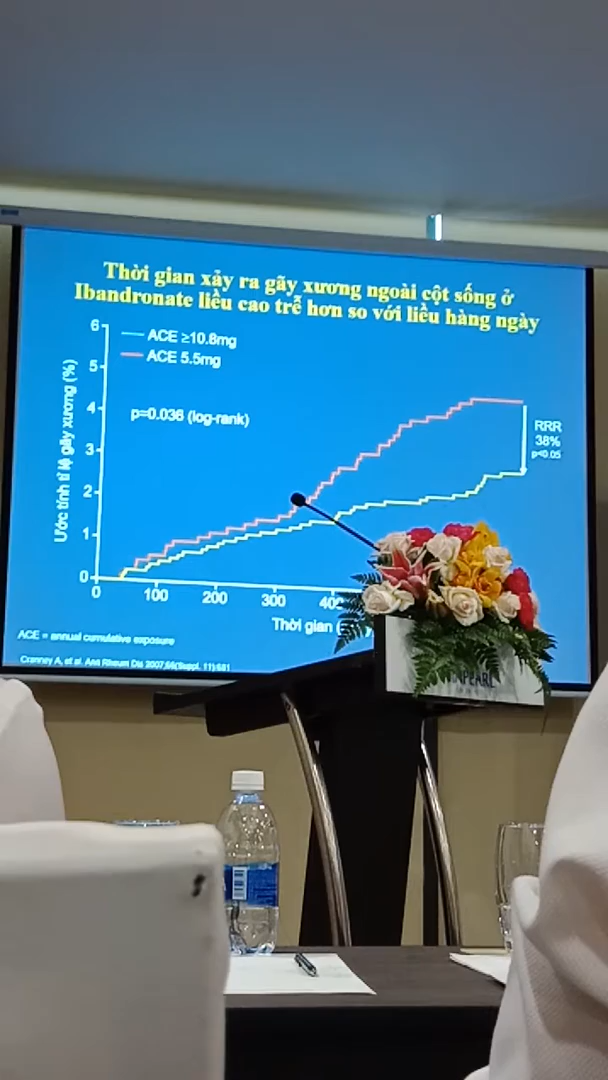 Thời gian xảy ra gãy xương ngoài cột sống ở
Ibandronate liều cao trễ hơn so với liều hàng ngày
Ước tính tỉ lệ gãy xương (%)
6
5
4
3
2
1
0
ACE ≥10.8mg
ACE 5.5mg
p=0.036 (log-rank)
RRR
38%
p<0.05
0
100
200
300
Thời gian
ACE = annual cumulative exposure
Cranney A, et al. Ann Rheum Dis 2007;66(Suppl. 11):681